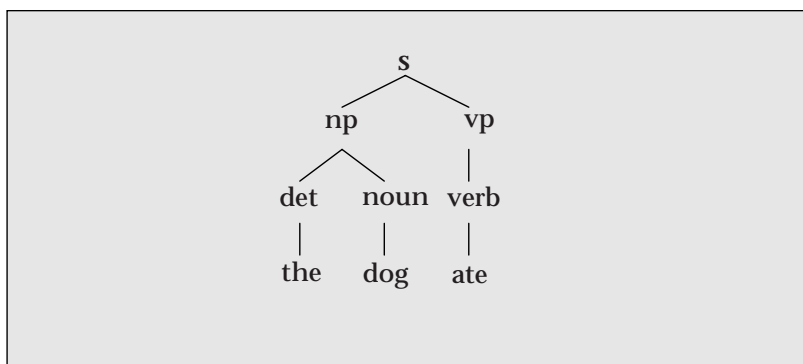 s
np vp
det noun verb
the dog ate